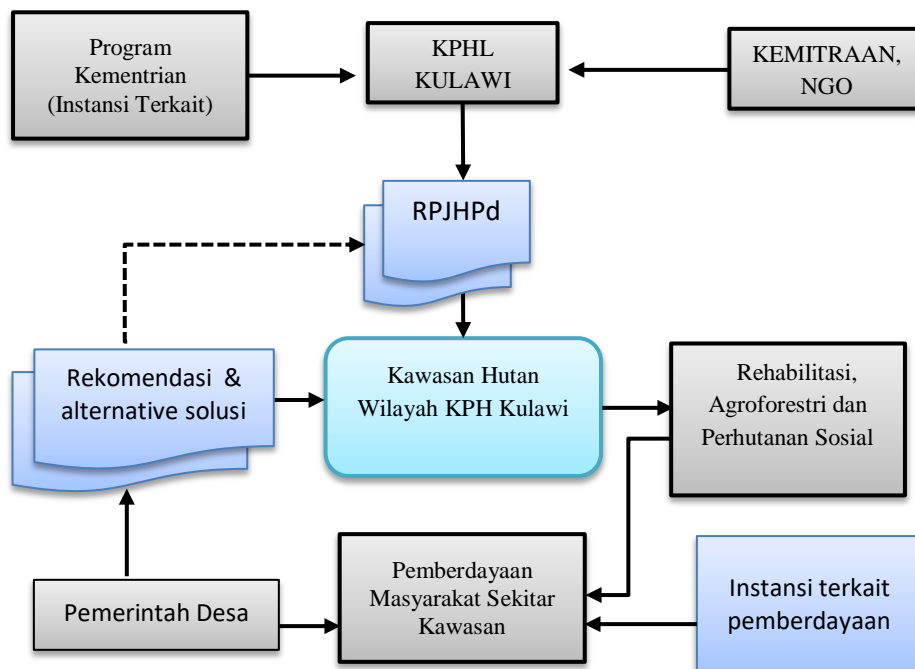 Program
Kementrian
(Instansi Terkait)
KPHL
KULAWI
KEMITRAAN,
NGO
RPJHPd
Rekomendasi &
alternative solusi
Kawasan Hutan
Wilayah KPH Kulawi
Rehabilitasi,
Agroforestri dan
Perhutanan Sosial
Pemerintah Desa
Pemberdayaan
Masyarakat Sekitar
Kawasan
Instansi terkait
pemberdayaan